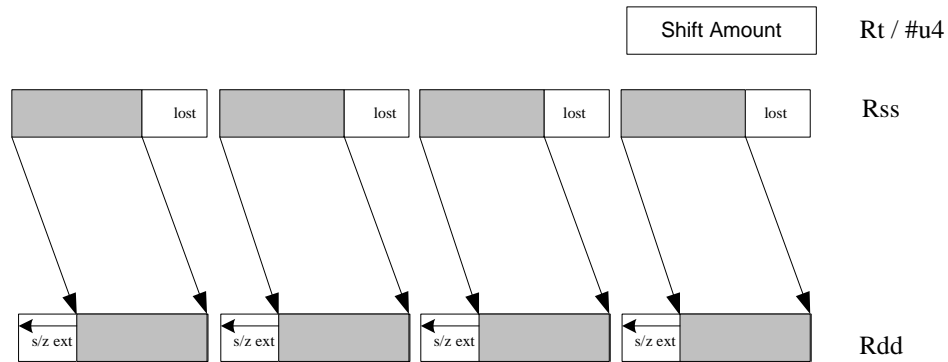 Shift Amount Rt / #u4
lost lost lost lost Rss
s/z ext s/z ext s/z ext s/z ext Rdd